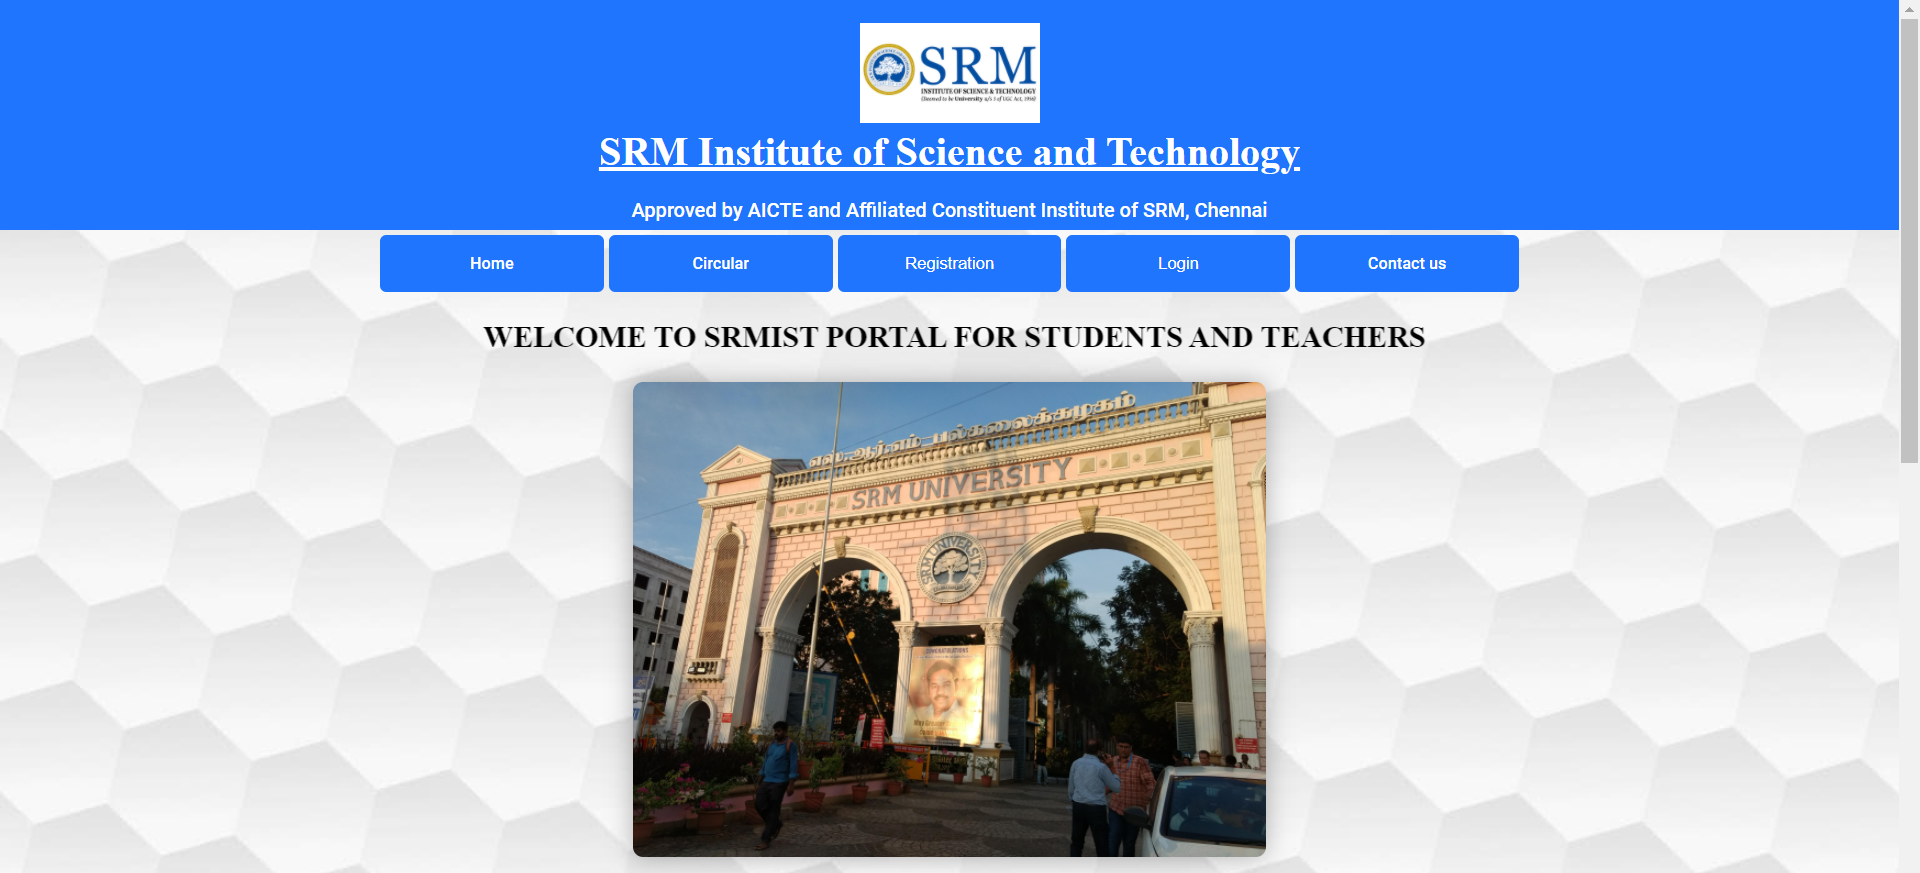 SRM
INSTITUTE OF SCIENCE & TECHNOLOGY
(Deemed to be University u/s 3 of UGC Act, 1956)
SRM Institute of Science and Technology
Approved by AICTE and Affiliated Constituent Institute of SRM, Chennai
Home
Circular
Registration
Login
Contact us
WELCOME TO SRMIST PORTAL FOR STUDENTS AND TEACHERS
எஸ்.ஆர்.எம் பல்கலைக்கழகம்
SRM UNIVERSITY
SRM UNIVERSITY
CONGRATULATIONS